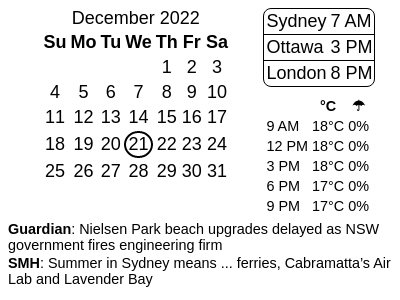 December 2022
Su Mo Tu We Th Fr Sa
1 2 3
4 5 6 7 8 9 10
11 12 13 14 15 16 17
18 19 20 21 22 23 24
25 26 27 28 29 30 31
Sydney 7 AM
Ottawa 3 PM
London 8 PM
°C ☂
9 AM 18°C 0%
12 PM 18°C 0%
3 PM 18°C 0%
6 PM 17°C 0%
9 PM 17°C 0%
Guardian: Nielsen Park beach upgrades delayed as NSW
government fires engineering firm
SMH: Summer in Sydney means ... ferries, Cabramatta's Air
Lab and Lavender Bay